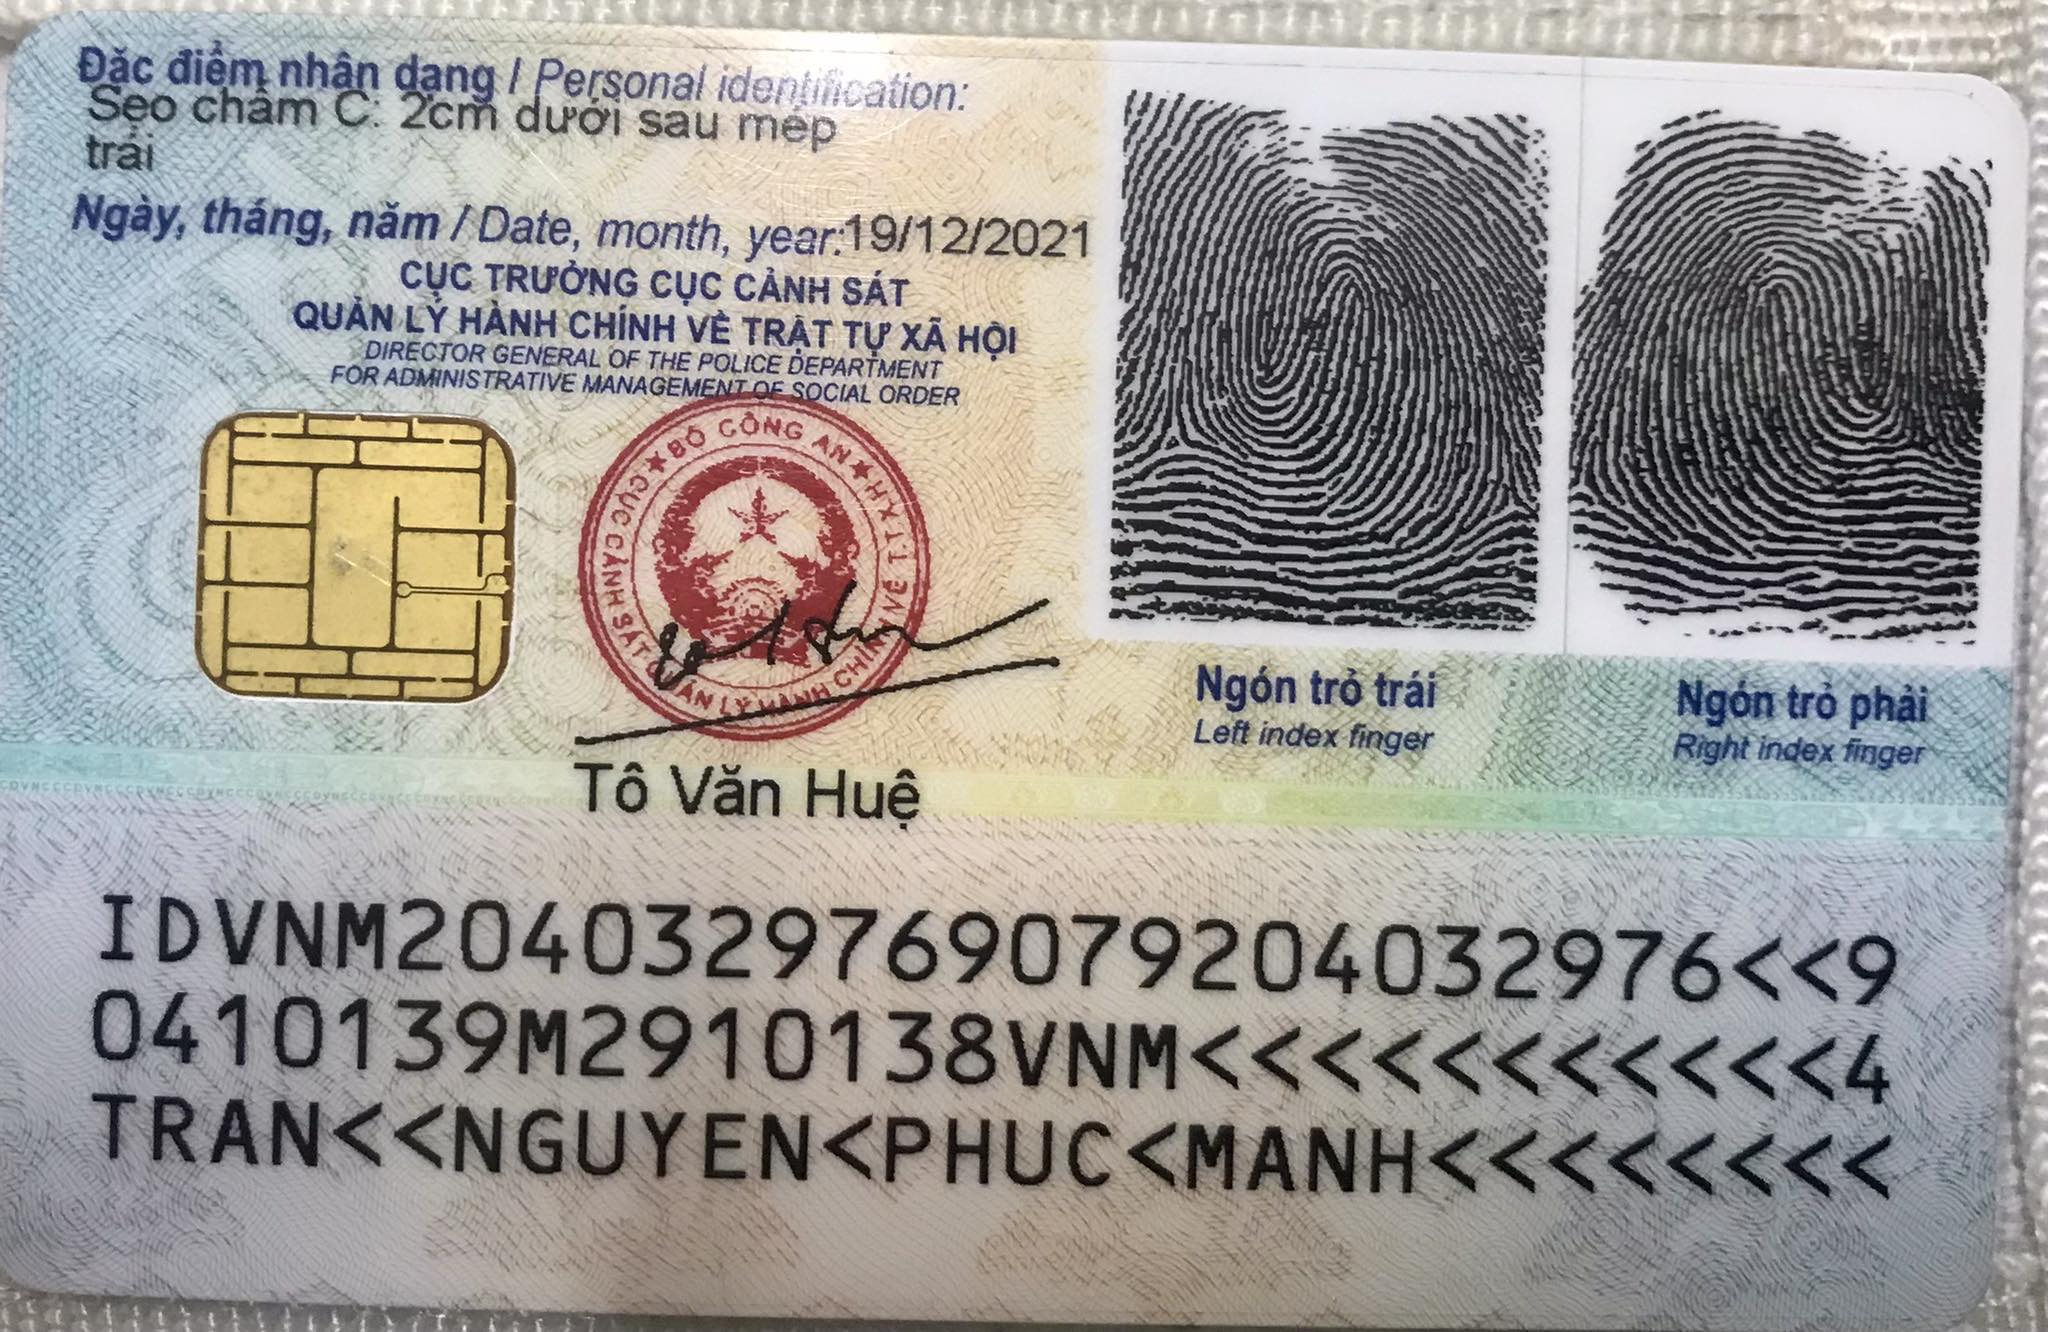 Đặc điểm nhân dạng / Personal identification:
Sẹo chấm C: 2cm dưới sau mép
trái
Ngày, tháng, năm / Date, month, year:19/12/2021
CỤC TRƯỞNG CỤC CẢNH SÁT
QUẢN LÝ HÀNH CHÍNH VỀ TRẬT TỰ XÃ HỘI
DIRECTOR GENERAL OF THE POLICE DEPARTMENT
FOR ADMINISTRATIVE MANAGEMENT OF SOCIAL ORDER
BỘ CÔNG AN
CỤC CẢNH SÁT QUẢN LÝ HÀNH CHÍNH VỀ TTXH
Tô Văn Huệ
Ngón trỏ trái
Left index finger
Ngón trỏ phải
Right index finger
IDVNM2040329769079204032976<<9
0410139M2910138VNM<<<<<<<<<<<4
TRAN<<NGUYEN<PHUC<MANH<<<<<<<<